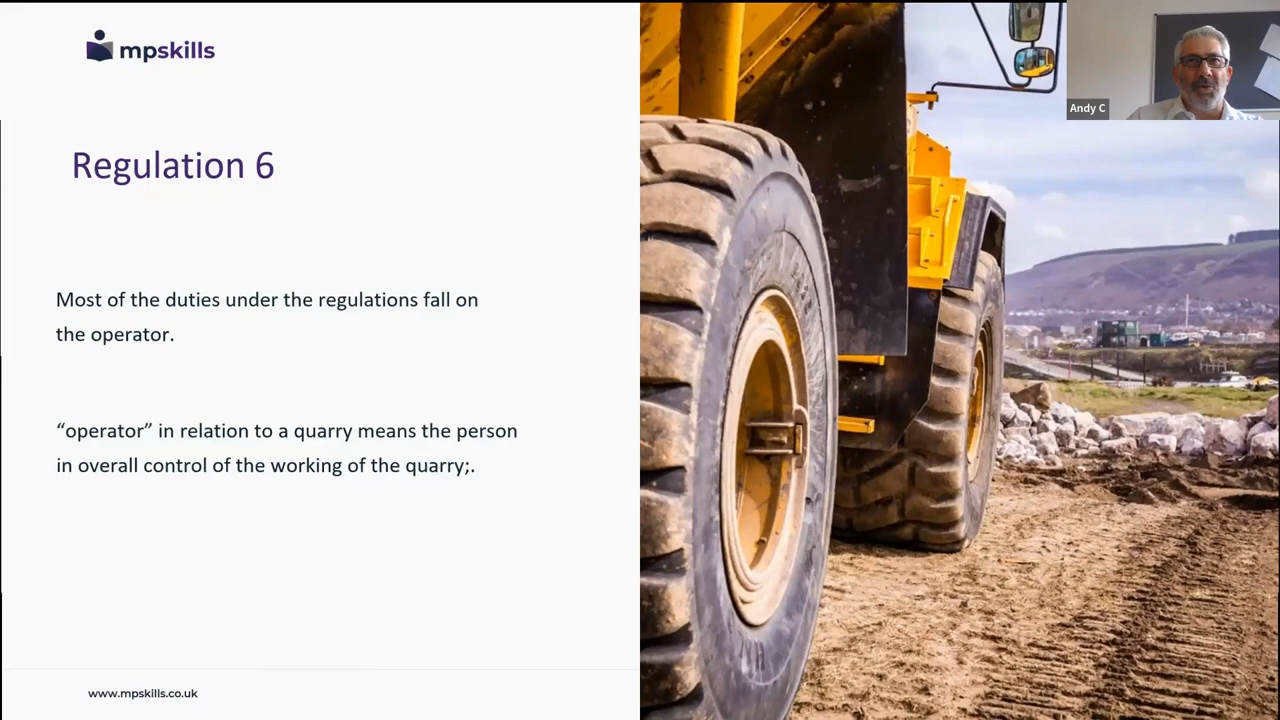 mpskills
Andy C
Regulation 6
Most of the duties under the regulations fall on
the operator.
“operator” in relation to a quarry means the person
in overall control of the working of the quarry;.
www.mpskills.co.uk